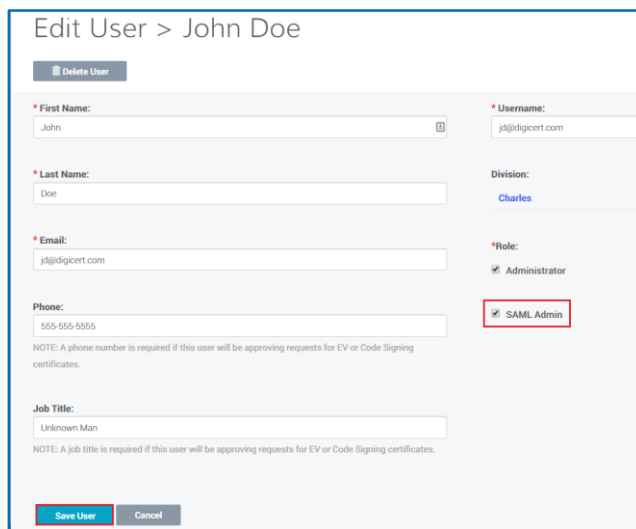 Edit User > John Doe
Delete User
* First Name:
John
* Last Name:
Doe
* Email:
jd@digicert.com
Phone:
555-555-5555
NOTE: A phone number is required if this user will be approving requests for EV or Code Signing
certificates.
Job Title:
Unknown Man
NOTE: A job title is required if this user will be approving requests for EV or Code Signing certificates.
Save User
Cancel
* Username:
jd@digicert.com
Division:
Charles
*Role:
Administrator
SAML Admin